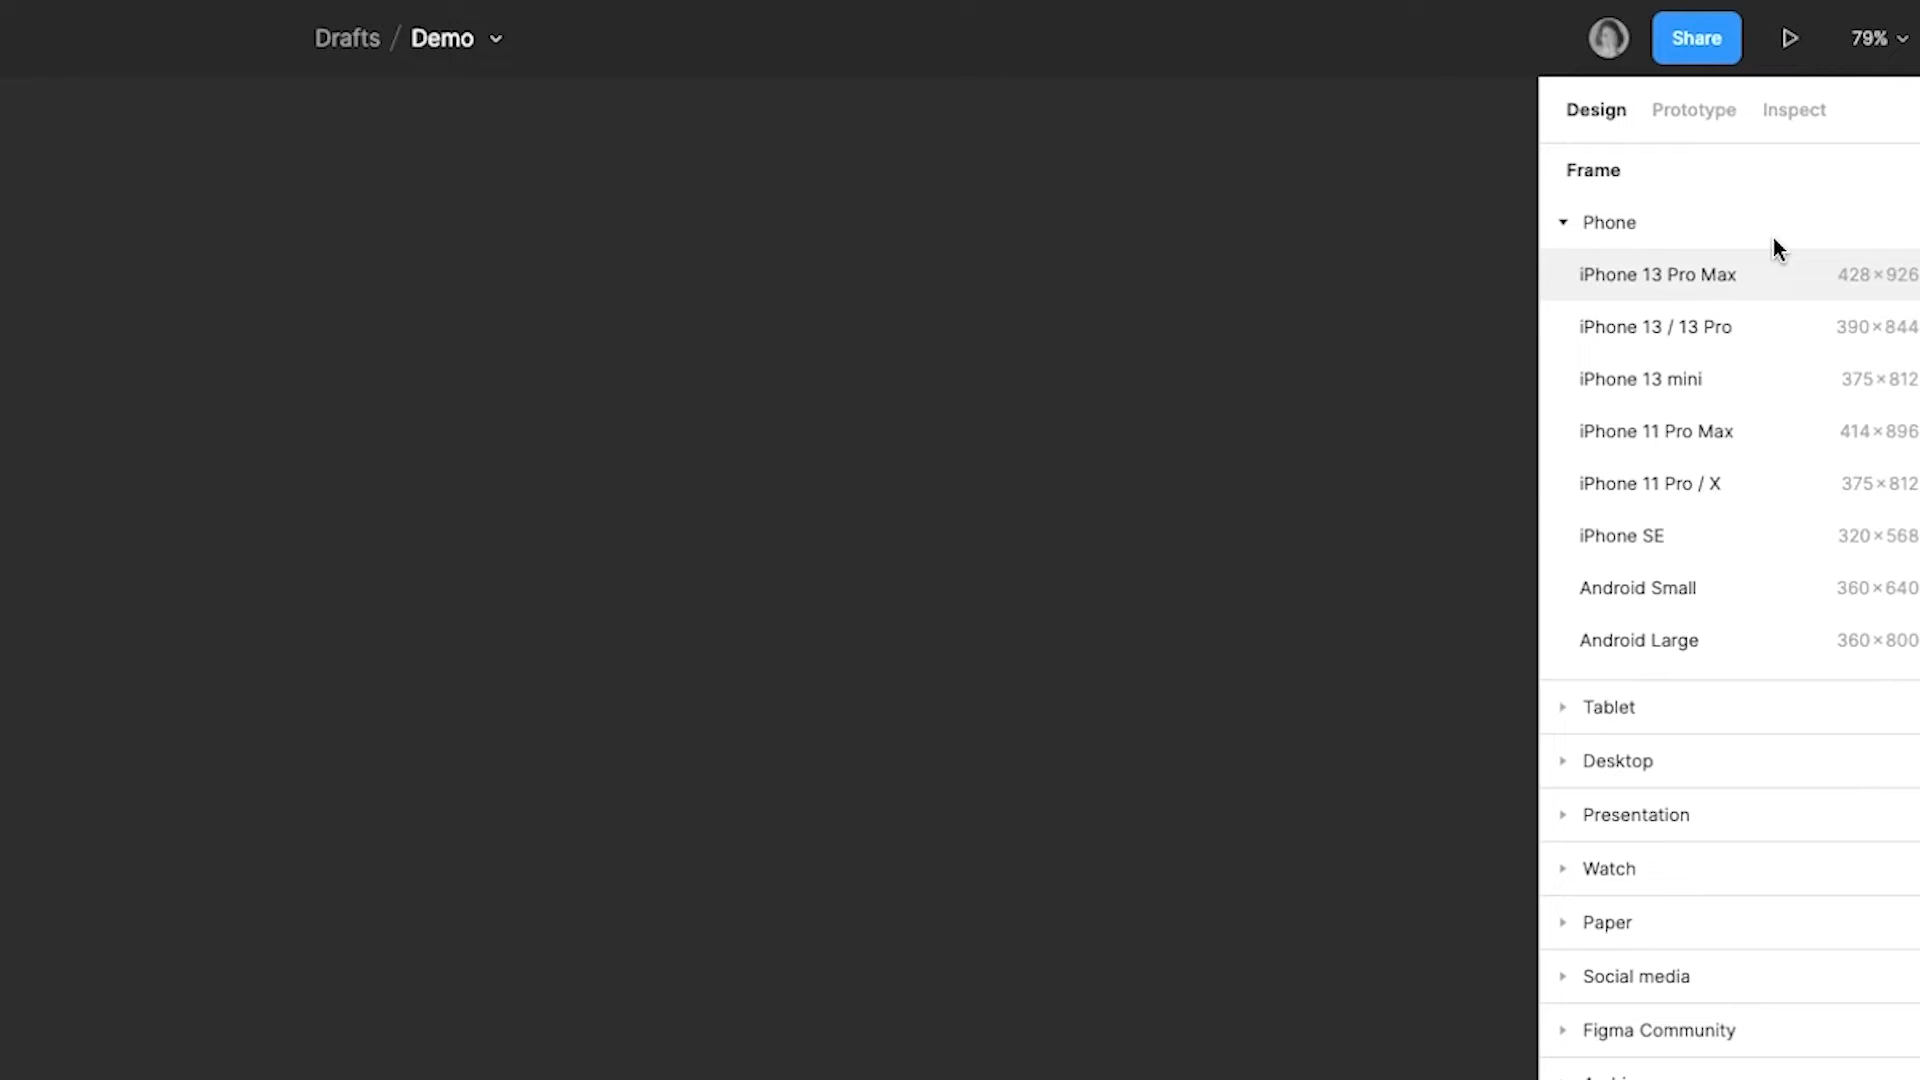 Drafts / Demo
Share
79%
Design Prototype Inspect
Frame
Phone
iPhone 13 Pro Max 428×926
iPhone 13 / 13 Pro 390×844
iPhone 13 mini 375×812
iPhone 11 Pro Max 414×896
iPhone 11 Pro / X 375×812
iPhone SE 320×568
Android Small 360×640
Android Large 360×800
Tablet
Desktop
Presentation
Watch
Paper
Social media
Figma Community